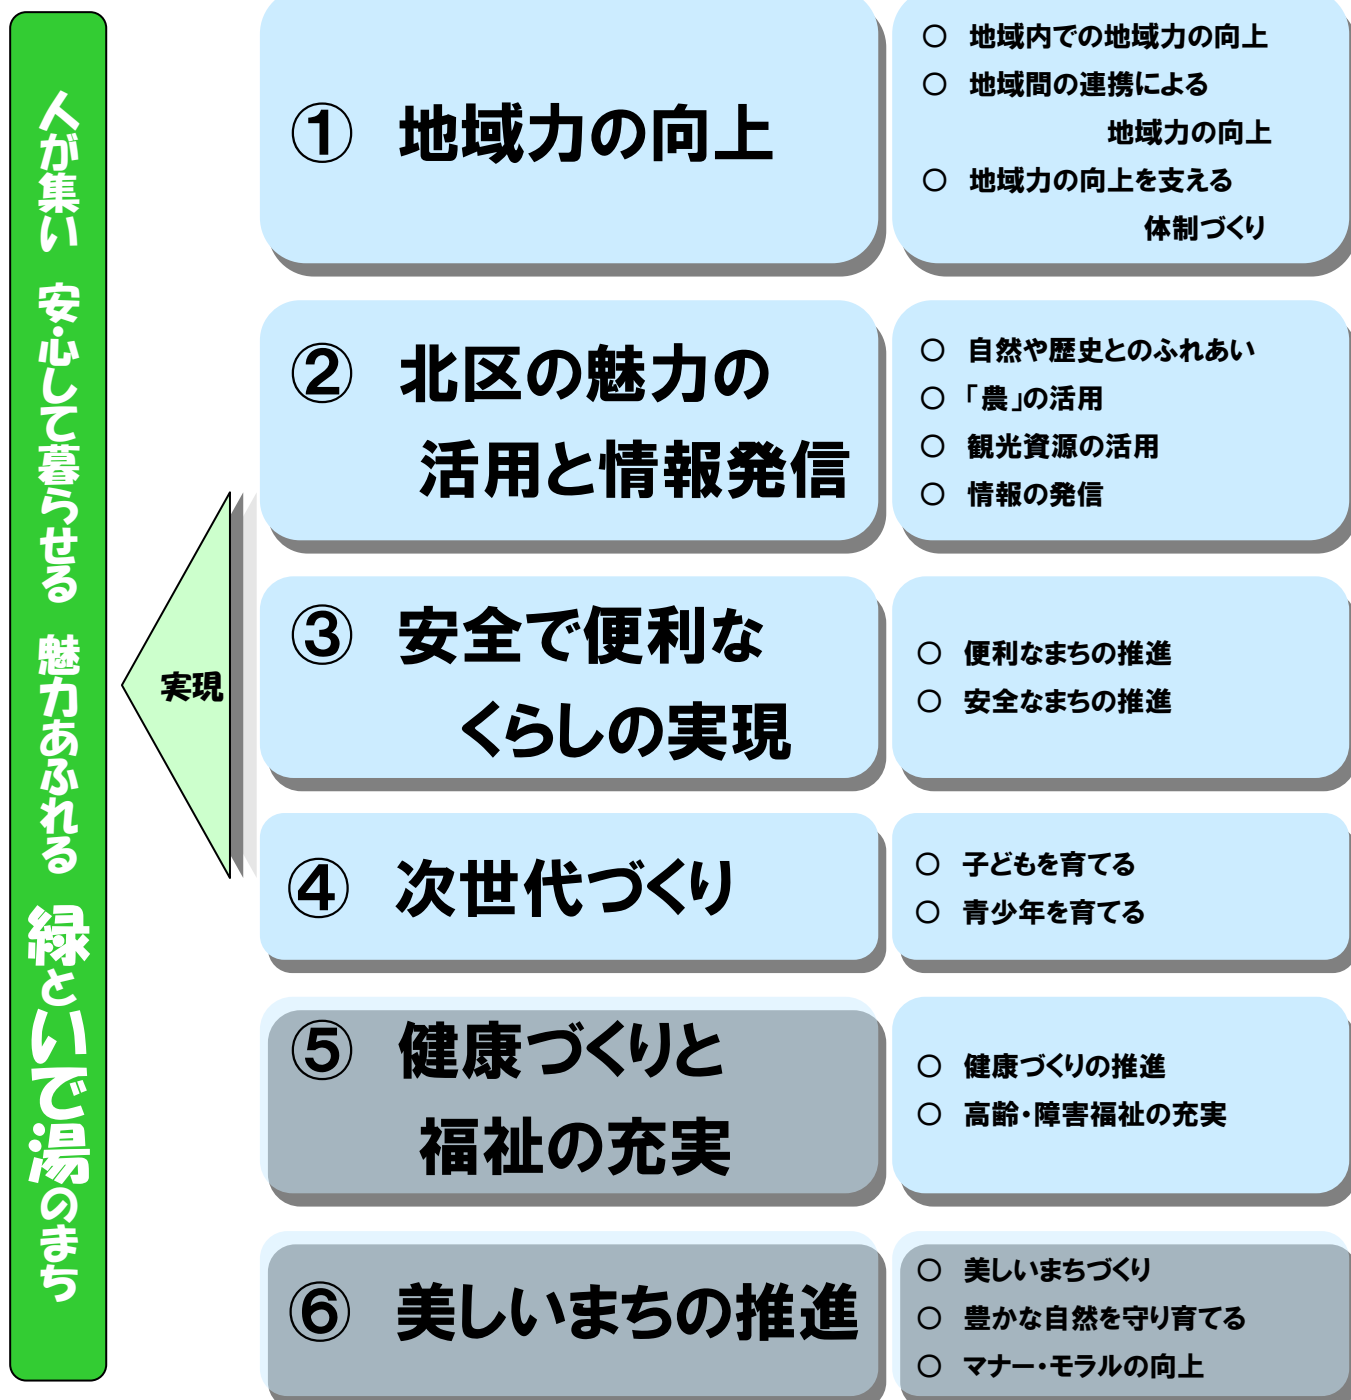 人が集い 安心して暮らせる 魅力あふれる 緑といで湯のまち
実現
① 地域力の向上
○ 地域内での地域力の向上
○ 地域間の連携による
地域力の向上
○ 地域力の向上を支える
体制づくり
② 北区の魅力の
活用と情報発信
○ 自然や歴史とのふれあい
○ 「農」の活用
○ 観光資源の活用
○ 情報の発信
③ 安全で便利な
くらしの実現
○ 便利なまちの推進
○ 安全なまちの推進
④ 次世代づくり
○ 子どもを育てる
○ 青少年を育てる
⑤ 健康づくりと
福祉の充実
○ 健康づくりの推進
○ 高齢・障害福祉の充実
⑥ 美しいまちの推進
○ 美しいまちづくり
○ 豊かな自然を守り育てる
○ マナー・モラルの向上